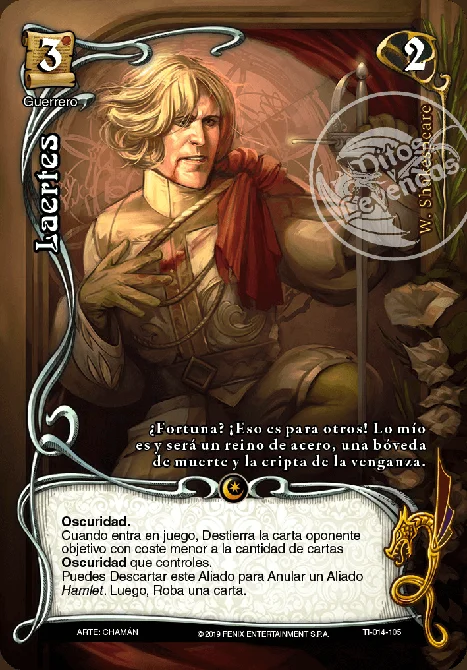 3
2
Guerrero
Laertes
W. Shakespeare
Mitos y
Leyendas
¿Fortuna? ¡Eso es para otros! Lo mío
es y será un reino de acero, una bóveda
de muerte y la cripta de la venganza.
Oscuridad.
Cuando entra en juego, Destierra la carta oponente
objetivo con coste menor a la cantidad de cartas
Oscuridad que controles.
Puedes Descartar este Aliado para Anular un Aliado
Hamlet. Luego, Roba una carta.
ARTE: CHAMÁN
© 2019 FENIX ENTERTAINMENT S.P.A.
TI-014-105